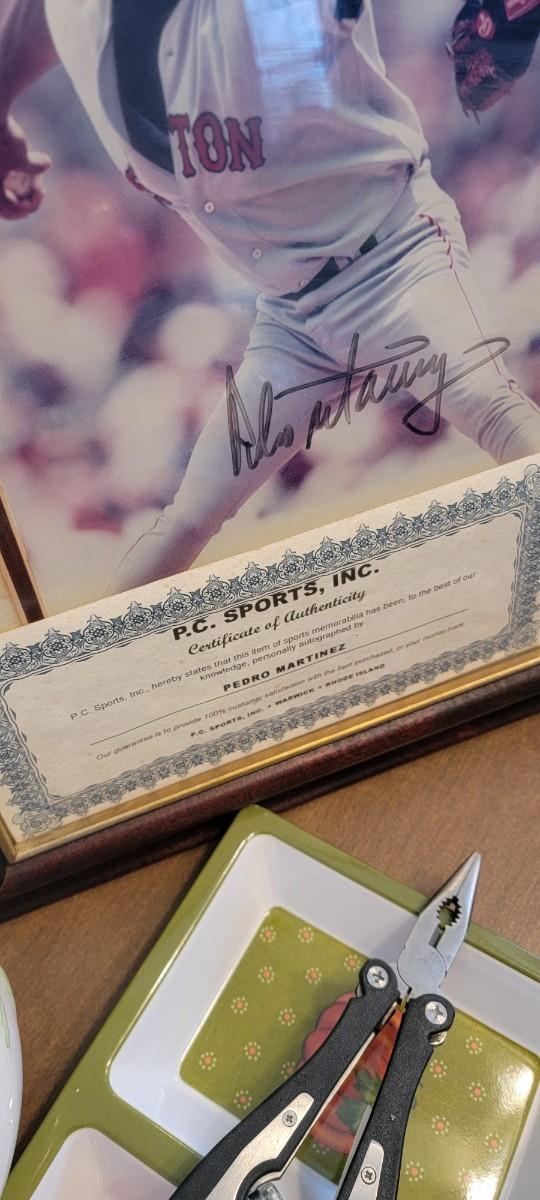 TON
P.C. SPORTS, INC.
Certificate of Authenticity
P.C. Sports, Inc., hereby states that this item of sports memorabilia has been, to the best of our
knowledge, personally autographed by
PEDRO MARTINEZ
Our guarantee is to provide 100% customer satisfaction with the item purchased, or your money back.
P.C. SPORTS, INC. • WARWICK • RHODE ISLAND